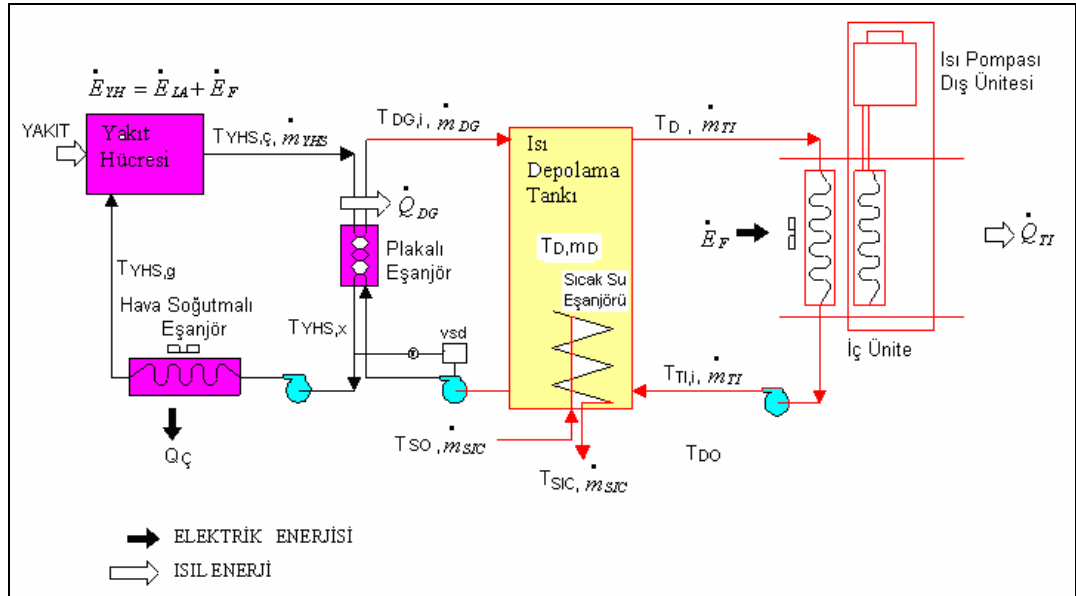 Ė_YH = Ė_LA + Ė_F
YAKIT
Yakıt
Hücresi
T_YHS,ç, ṁ_YHS
T_YHS,g
Hava Soğutmalı
Eşanjör
Q_Ç
T_DG,i, ṁ_DG
Q̇_DG
Plakalı
Eşanjör
T_YHS,x
vsd
Isı
Depolama
Tankı
T_D,m_D
Sıcak Su
Eşanjörü
T_SO, ṁ_SIC
T_SIC, ṁ_SIC
T_D, ṁ_TI
T_TI,i, ṁ_TI
T_DO
Ė_F
Isı Pompası
Dış Ünitesi
Q̇_TI
İç Ünite
ELEKTRİK ENERJİSİ
ISIL ENERJİ